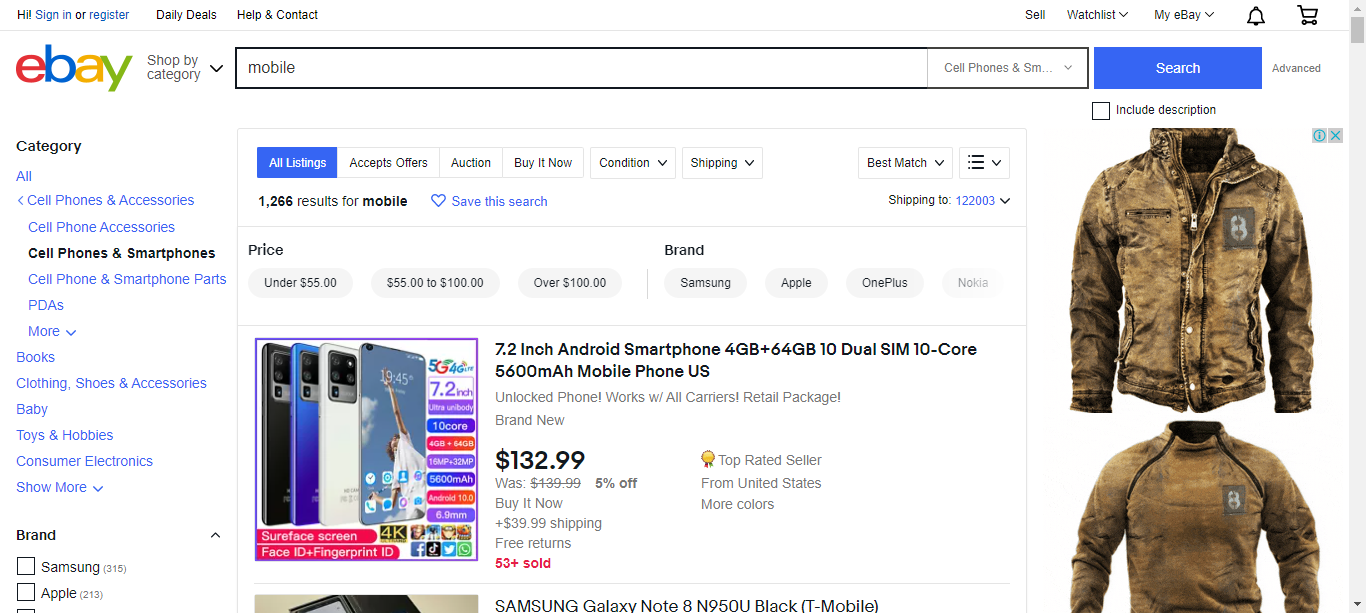 Hi! Sign in or register
Daily Deals
Help & Contact
Sell
Watchlist
My eBay
ebay
Shop by
category
mobile
Cell Phones & Sm...
Search
Advanced
Include description
Category
All
Cell Phones & Accessories
Cell Phone Accessories
Cell Phones & Smartphones
Cell Phone & Smartphone Parts
PDAs
More
Books
Clothing, Shoes & Accessories
Baby
Toys & Hobbies
Consumer Electronics
Show More
Brand
Samsung (315)
Apple (213)
All Listings
Accepts Offers
Auction
Buy It Now
Condition
Shipping
Best Match
1,266 results for mobile
Save this search
Shipping to: 122003
Price
Under $55.00
$55.00 to $100.00
Over $100.00
Brand
Samsung
Apple
OnePlus
Nokia
19:45
5G 4G LTE
7.2inch
Ultra unibody
10core
4GB + 64GB
16MP+32MP
5600mAh
Android 10.0
6.9mm
Sureface screen
4K
Face ID+Fingerprint ID
7.2 Inch Android Smartphone 4GB+64GB 10 Dual SIM 10-Core
5600mAh Mobile Phone US
Unlocked Phone! Works w/ All Carriers! Retail Package!
Brand New
$132.99
Was: $139.99 5% off
Buy It Now
+$39.99 shipping
Free returns
53+ sold
Top Rated Seller
From United States
More colors
SAMSUNG Galaxy Note 8 N950U Black (T-Mobile)
8
8